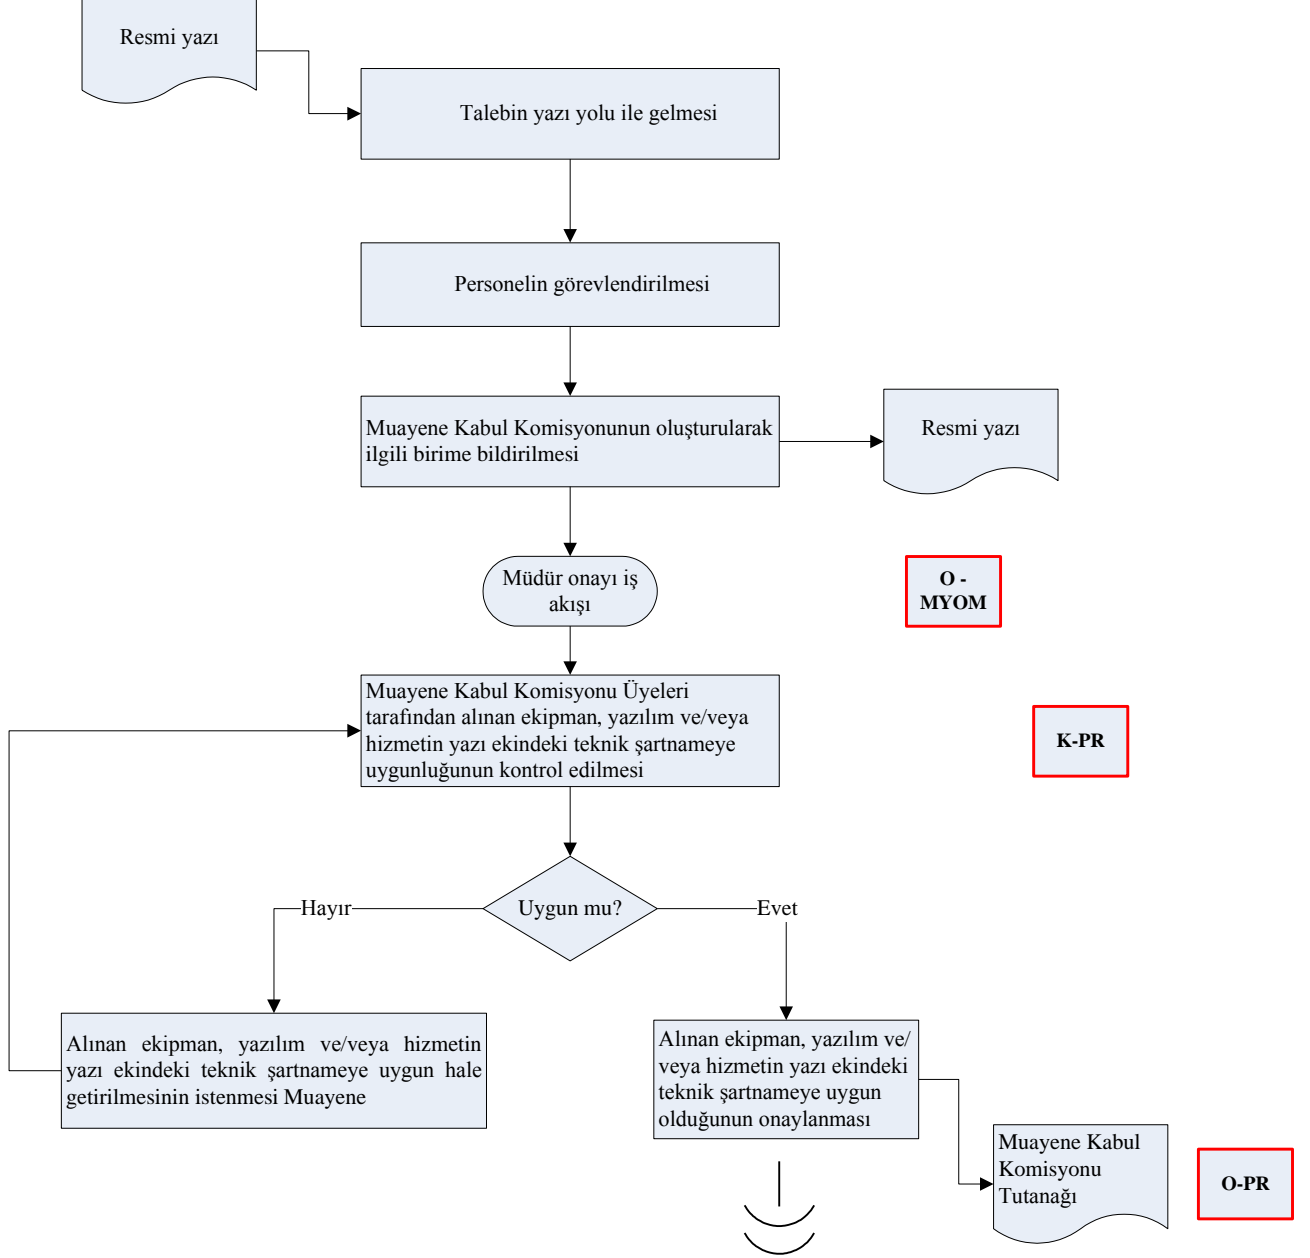 Resmi yazı
Talebin yazı yolu ile gelmesi
Personelin görevlendirilmesi
Muayene Kabul Komisyonunun oluşturularak
ilgili birime bildirilmesi
Resmi yazı
Müdür onayı iş
akışı
O -
MYOM
Muayene Kabul Komisyonu Üyeleri
tarafından alınan ekipman, yazılım ve/veya
hizmetin yazı ekindeki teknik şartnameye
uygunluğunun kontrol edilmesi
K-PR
Uygun mu?
Hayır
Evet
Alınan ekipman, yazılım ve/veya hizmetin
yazı ekindeki teknik şartnameye uygun hale
getirilmesinin istenmesi Muayene
Alınan ekipman, yazılım ve/
veya hizmetin yazı ekindeki
teknik şartnameye uygun
olduğunun onaylanması
Muayene Kabul
Komisyonu
Tutanağı
O-PR